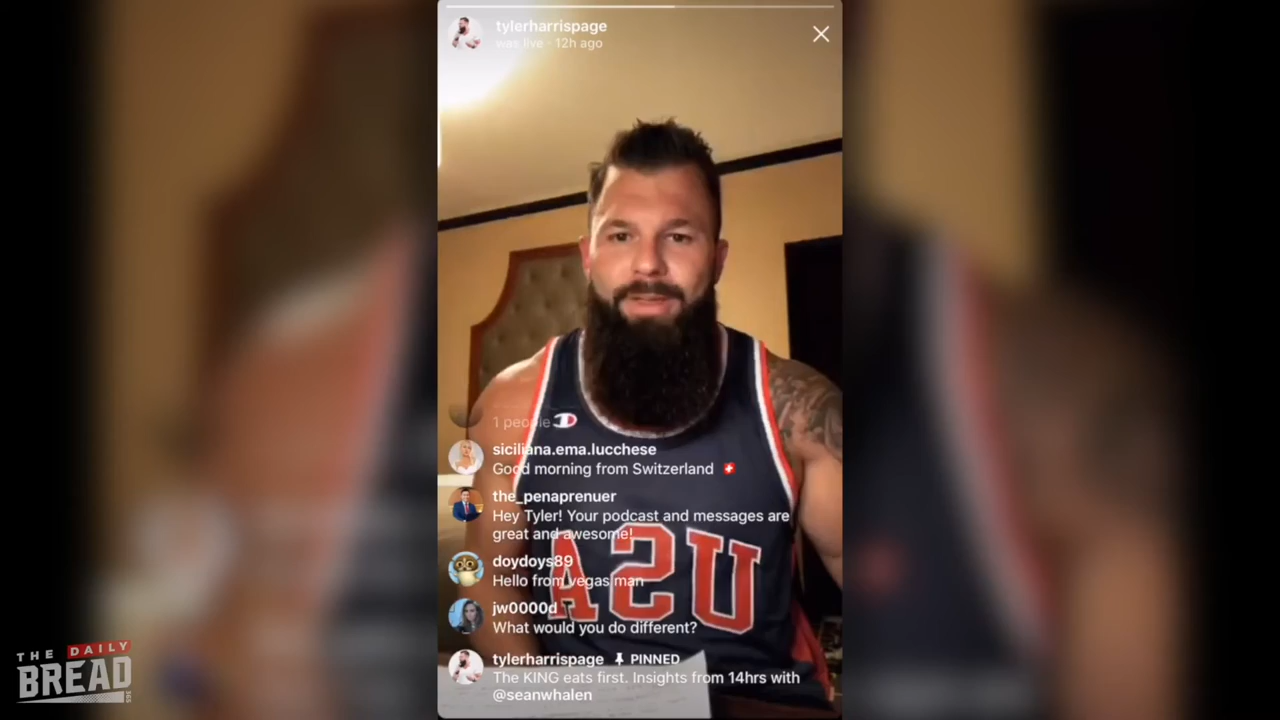 tylerharrispage
was live · 12h ago
1 people
siciliana.ema.lucchese
Good morning from Switzerland 🇨🇭
the_penaprenuer
Hey Tyler! Your podcast and messages are
great and awesome!
doydoys89
Hello from vegas man
jw0000d
What would you do different?
tylerharrispage PINNED
The KING eats first. Insights from 14hrs with
@seanwhalen
USA
THE DAILY
BREAD
365